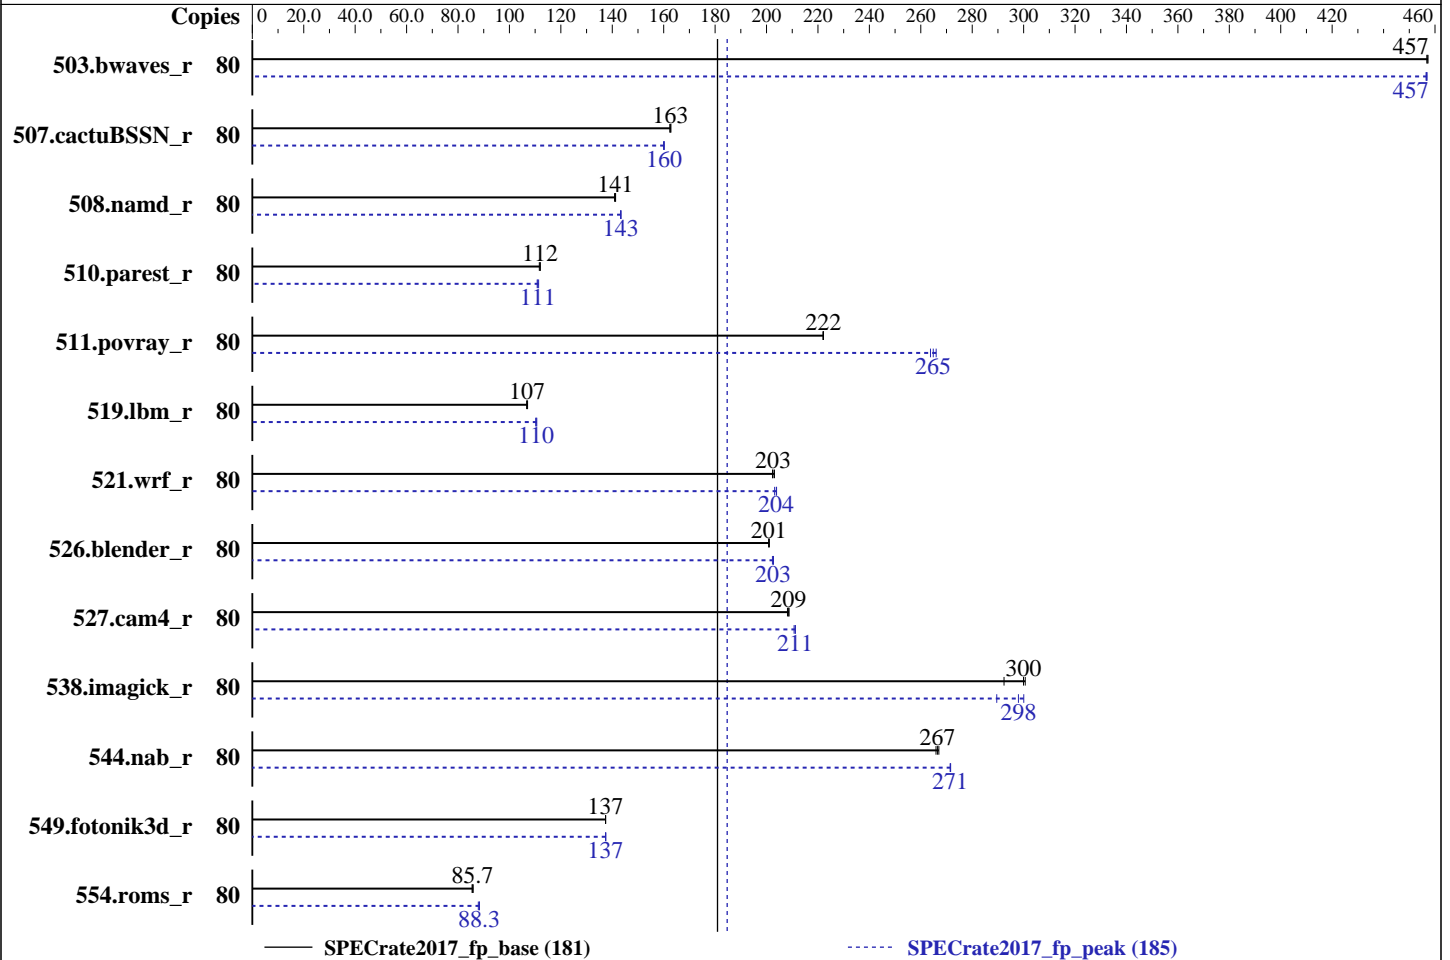 Copies 0 20.0 40.0 60.0 80.0 100 120 140 160 180 200 220 240 260 280 300 320 340 360 380 400 420 460
503.bwaves_r 80 457
457
507.cactuBSSN_r 80 163
160
508.namd_r 80 141
143
510.parest_r 80 112
111
511.povray_r 80 222
265
519.lbm_r 80 107
110
521.wrf_r 80 203
204
526.blender_r 80 201
203
527.cam4_r 80 209
211
538.imagick_r 80 300
298
544.nab_r 80 267
271
549.fotonik3d_r 80 137
137
554.roms_r 80 85.7
88.3
SPECrate2017_fp_base (181) SPECrate2017_fp_peak (185)